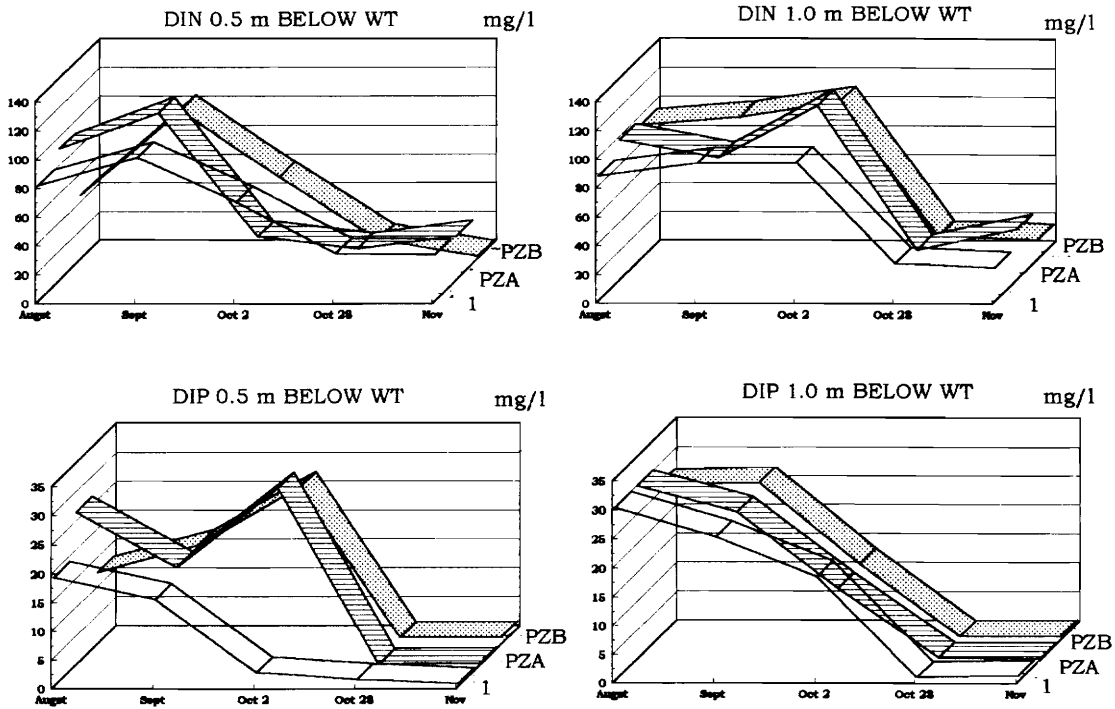 DIN 0.5 m BELOW WT
mg/l
140
120
100
80
60
40
20
0
Augst
Sept
Oct 2
Oct 28
Nov
~PZB
PZA
1
DIN 1.0 m BELOW WT
mg/l
140
120
100
80
60
40
20
0
Augst
Sept
Oct 2
Oct 28
Nov
PZB
PZA
1
DIP 0.5 m BELOW WT
mg/l
35
30
25
20
15
10
5
0
Augst
Sept
Oct 2
Oct 28
Nov
PZB
PZA
1
DIP 1.0 m BELOW WT
mg/l
35
30
25
20
15
10
5
0
Augst
Sept
Oct 2
Oct 28
Nov
PZB
PZA
1